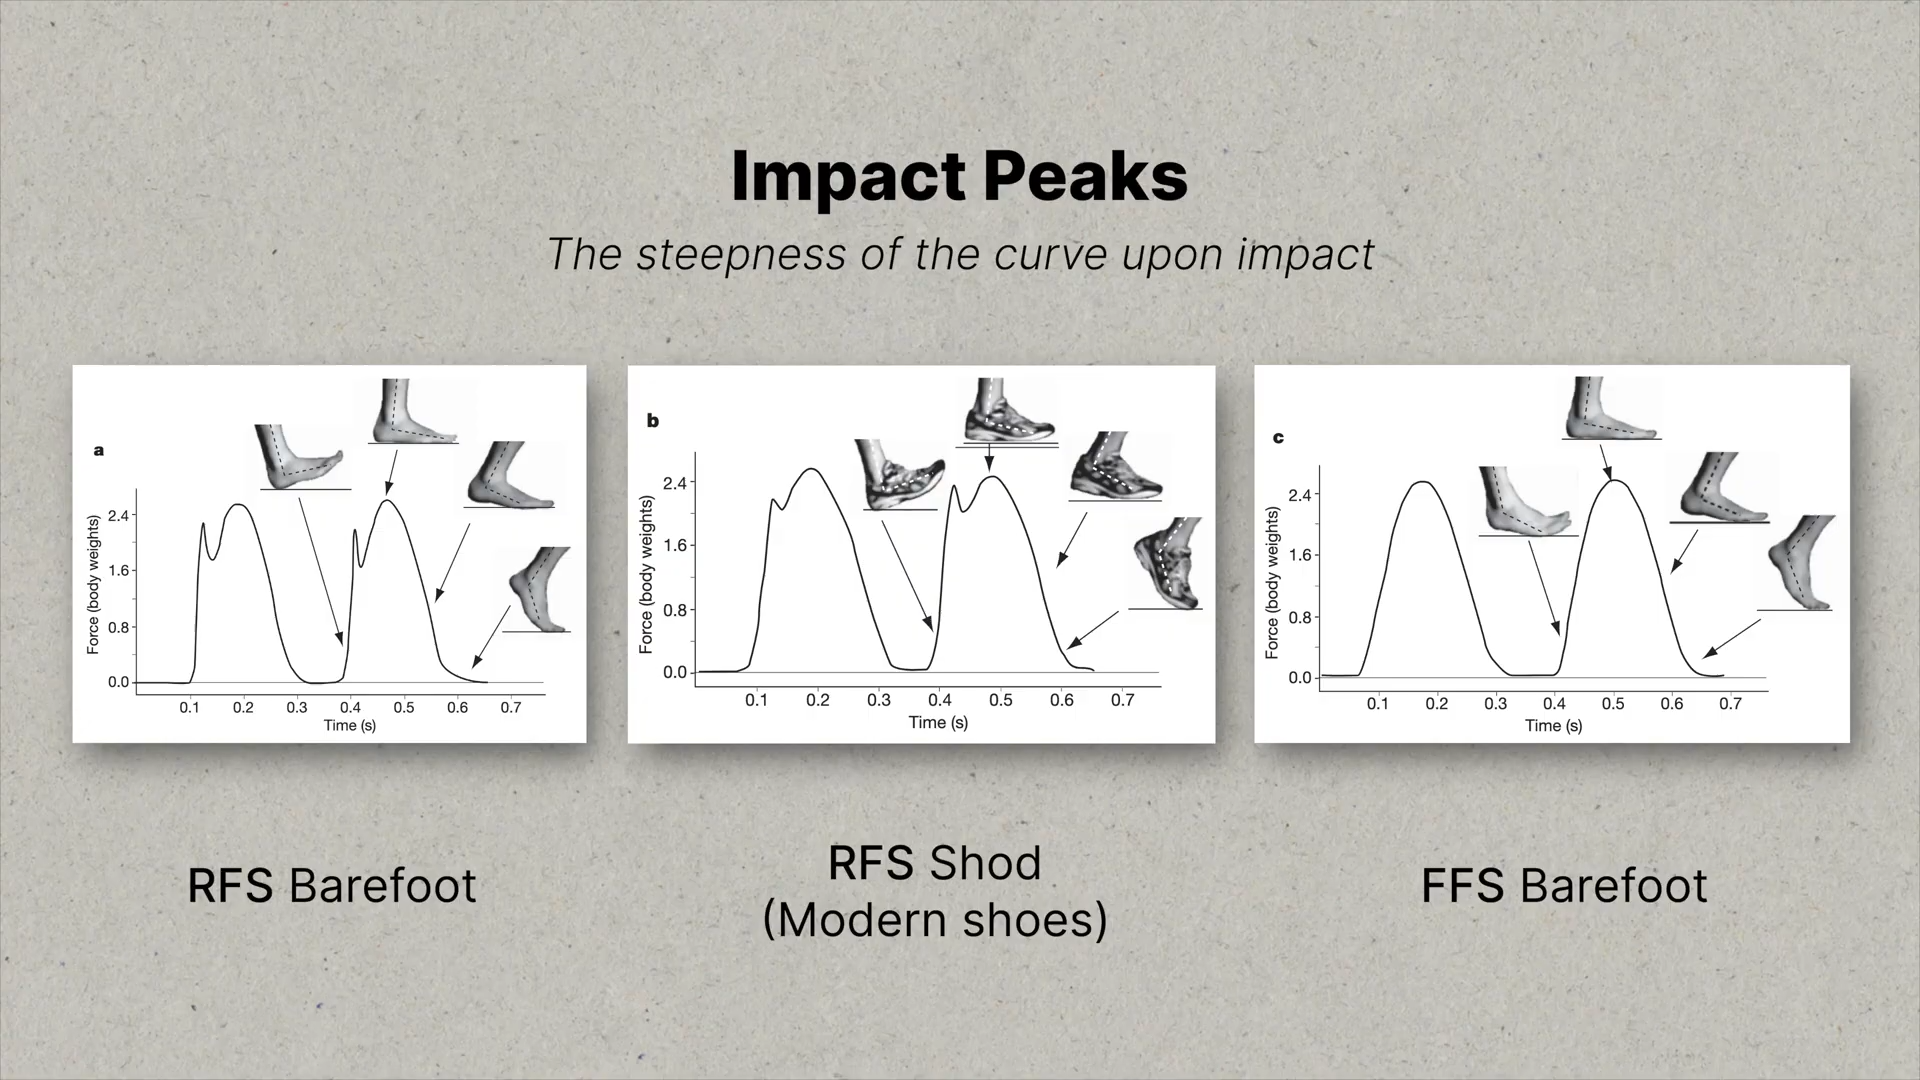 Impact Peaks
The steepness of the curve upon impact
a
Force (body weights)
2.4
1.6
0.8
0.0
0.1 0.2 0.3 0.4 0.5 0.6 0.7
Time (s)
b
Force (body weights)
2.4
1.6
0.8
0.0
0.1 0.2 0.3 0.4 0.5 0.6 0.7
Time (s)
c
Force (body weights)
2.4
1.6
0.8
0.0
0.1 0.2 0.3 0.4 0.5 0.6 0.7
Time (s)
RFS Barefoot
RFS Shod
(Modern shoes)
FFS Barefoot